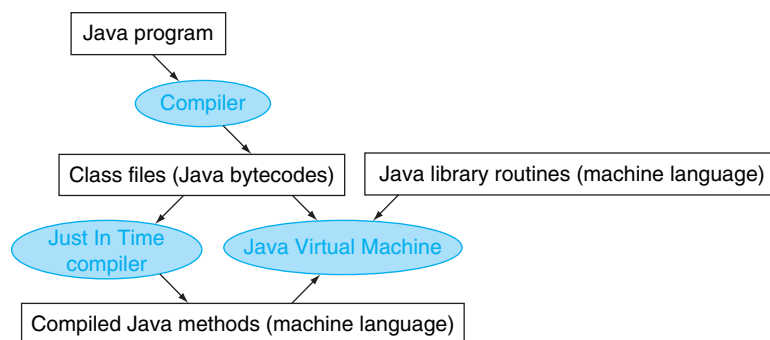 Java program
Compiler
Class files (Java bytecodes)
Java library routines (machine language)
Just In Time
compiler
Java Virtual Machine
Compiled Java methods (machine language)